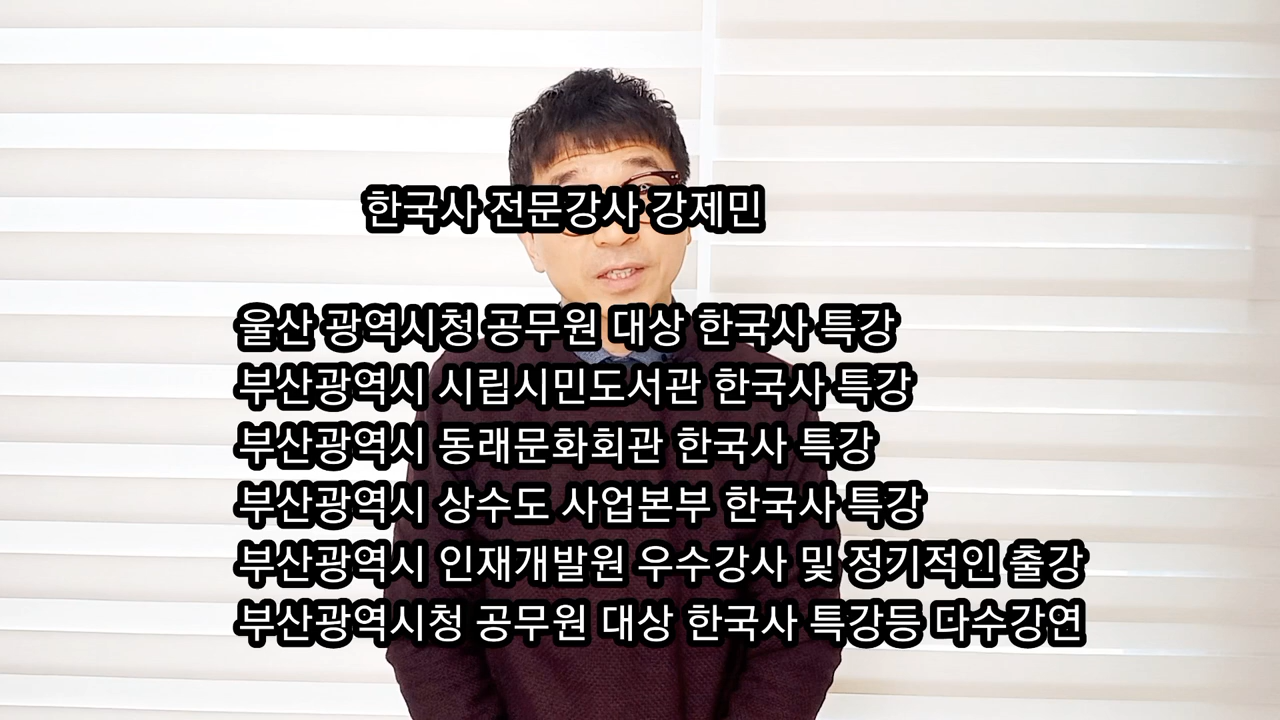 한국사 전문강사 강제민
울산 광역시청 공무원 대상 한국사 특강
부산광역시 시립시민도서관 한국사 특강
부산광역시 동래문화회관 한국사 특강
부산광역시 상수도 사업본부 한국사 특강
부산광역시 인재개발원 우수강사 및 정기적인 출강
부산광역시청 공무원 대상 한국사 특강등 다수강연